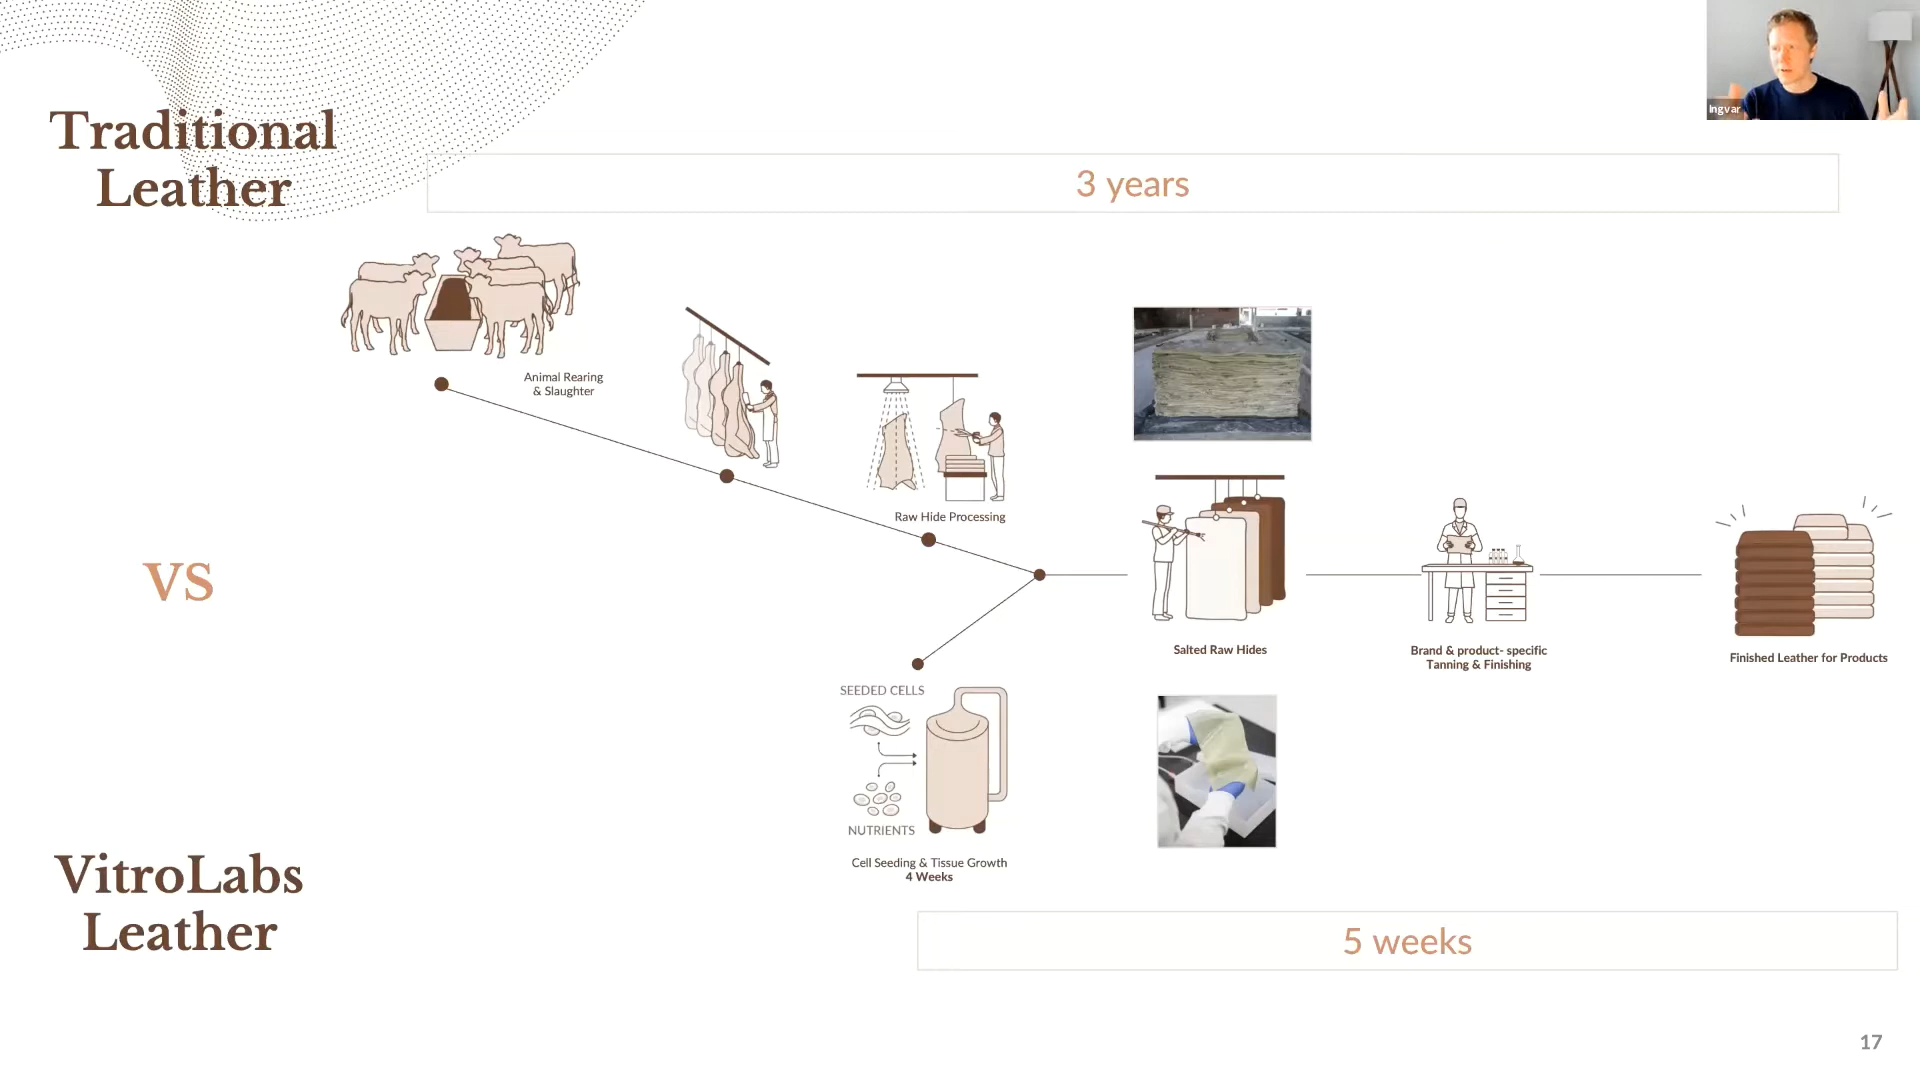 Traditional
Leather
Ingvar
3 years
Animal Rearing
& Slaughter
Raw Hide Processing
VS
Salted Raw Hides
Brand & product- specific
Tanning & Finishing
Finished Leather for Products
SEEDED CELLS
NUTRIENTS
Cell Seeding & Tissue Growth
4 Weeks
VitroLabs
Leather
5 weeks
17